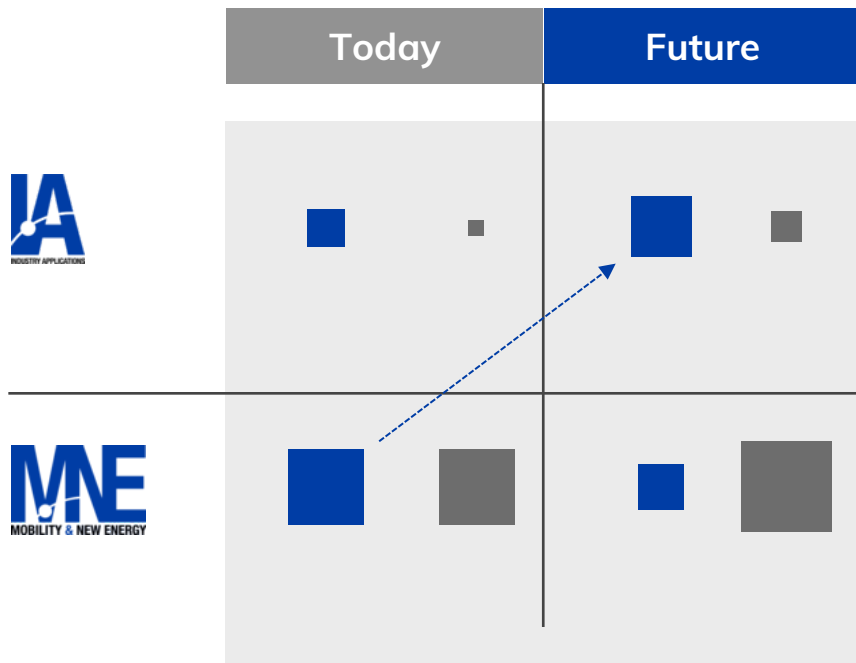 Today
Future
IA
INDUSTRY APPLICATIONS
MNE
MOBILITY & NEW ENERGY